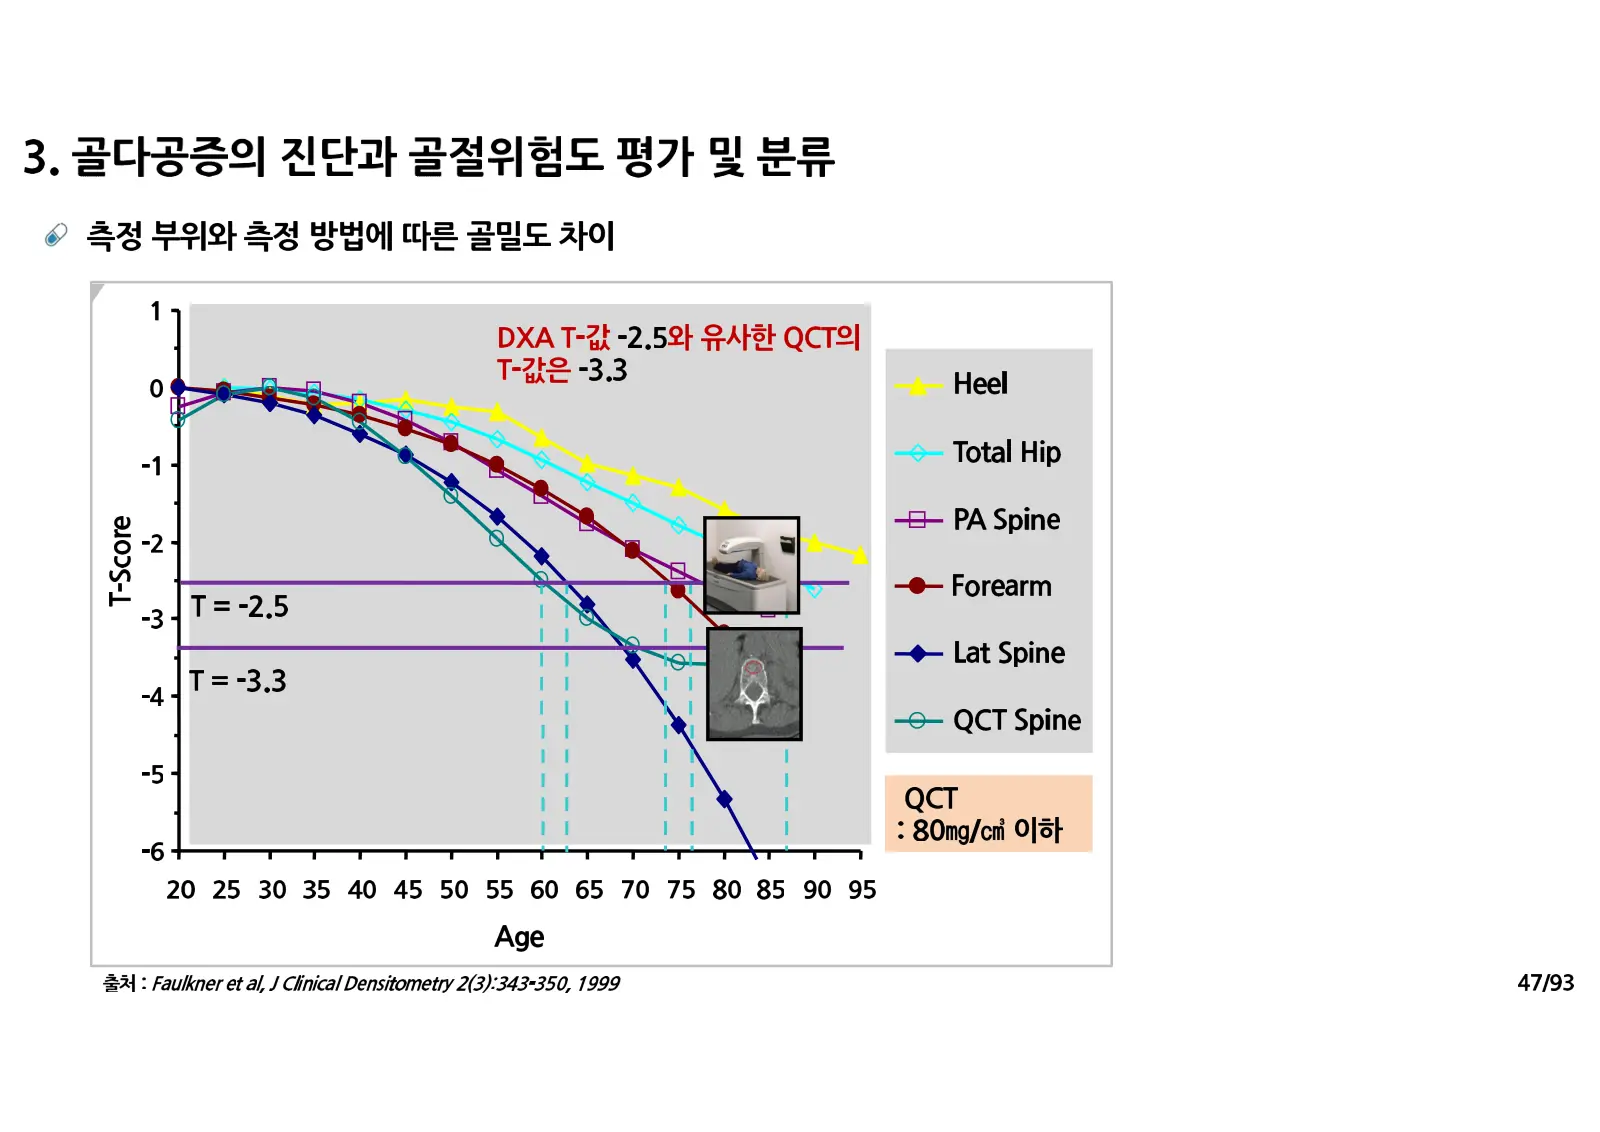 3. 골다공증의 진단과 골절위험도 평가 및 분류
측정 부위와 측정 방법에 따른 골밀도 차이
DXA T-값 -2.5와 유사한 QCT의
T-값은 -3.3
1
0
-1
-2
-3
-4
-5
-6
T-Score
T = -2.5
T = -3.3
20 25 30 35 40 45 50 55 60 65 70 75 80 85 90 95
Age
Heel
Total Hip
PA Spine
Forearm
Lat Spine
QCT Spine
QCT
: 80㎎/㎤ 이하
출처 : Faulkner et al, J Clinical Densitometry 2(3):343-350, 1999
47/93